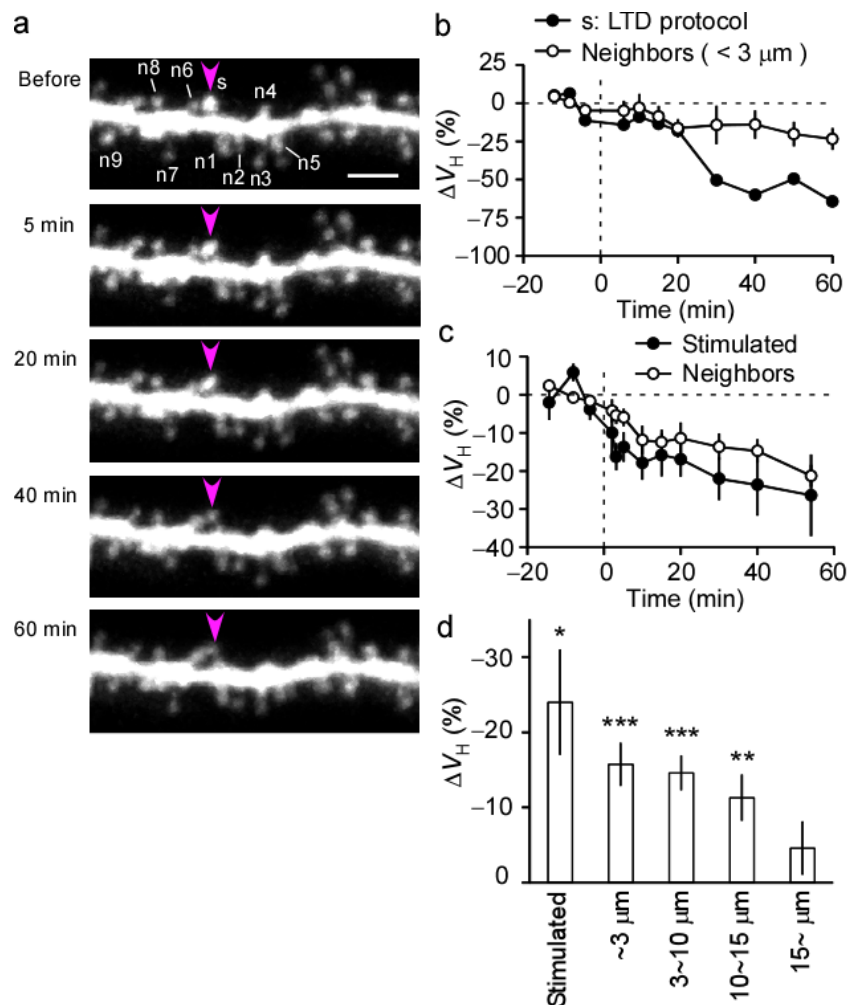 a
Before
n8
n6
s
n4
n9
n7
n1
n2
n3
n5
5 min
20 min
40 min
60 min
b
s: LTD protocol
Neighbors ( < 3 μm )
ΔVH (%)
25
0
−25
−50
−75
−100
−20 0 20 40 60
Time (min)
c
Stimulated
Neighbors
ΔVH (%)
10
0
−10
−20
−30
−40
−20 0 20 40 60
Time (min)
d
ΔVH (%)
−30
−20
−10
0
*
***
***
**
Stimulated
~3 μm
3~10 μm
10~15 μm
15~ μm